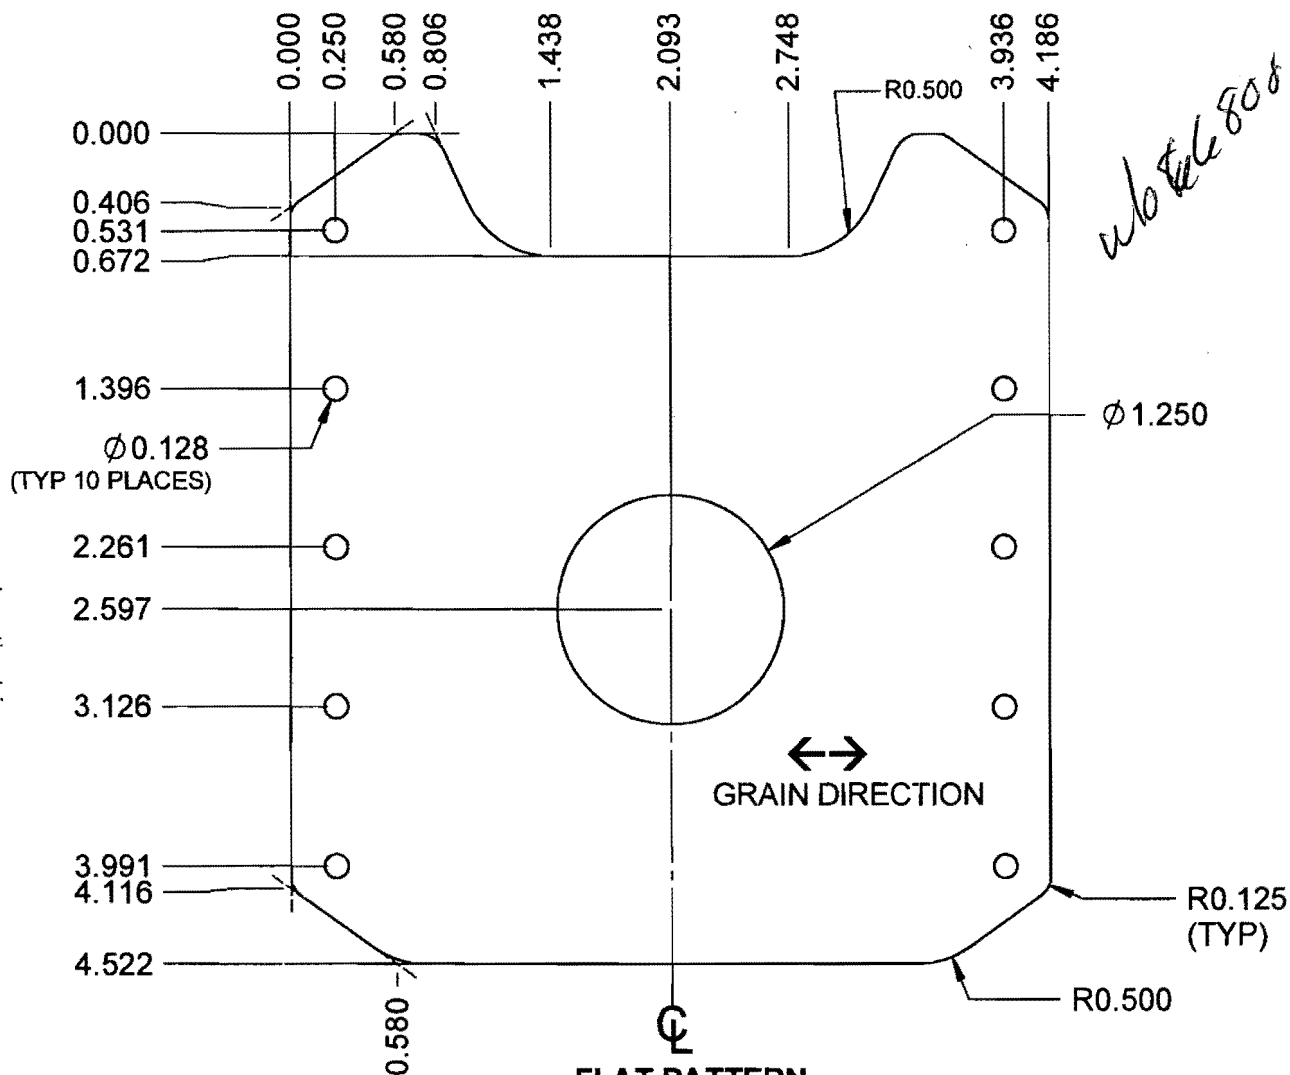 0.000
0.250
0.580
0.806
1.438
2.093
2.748
3.936
4.186
R0.500
0.000
0.406
0.531
0.672
1.396
Ø0.128
(TYP 10 PLACES)
Ø1.250
2.261
2.597
3.126
GRAIN DIRECTION
3.991
4.116
R0.125
(TYP)
4.522
R0.500
0.580
FLAT PATTERN